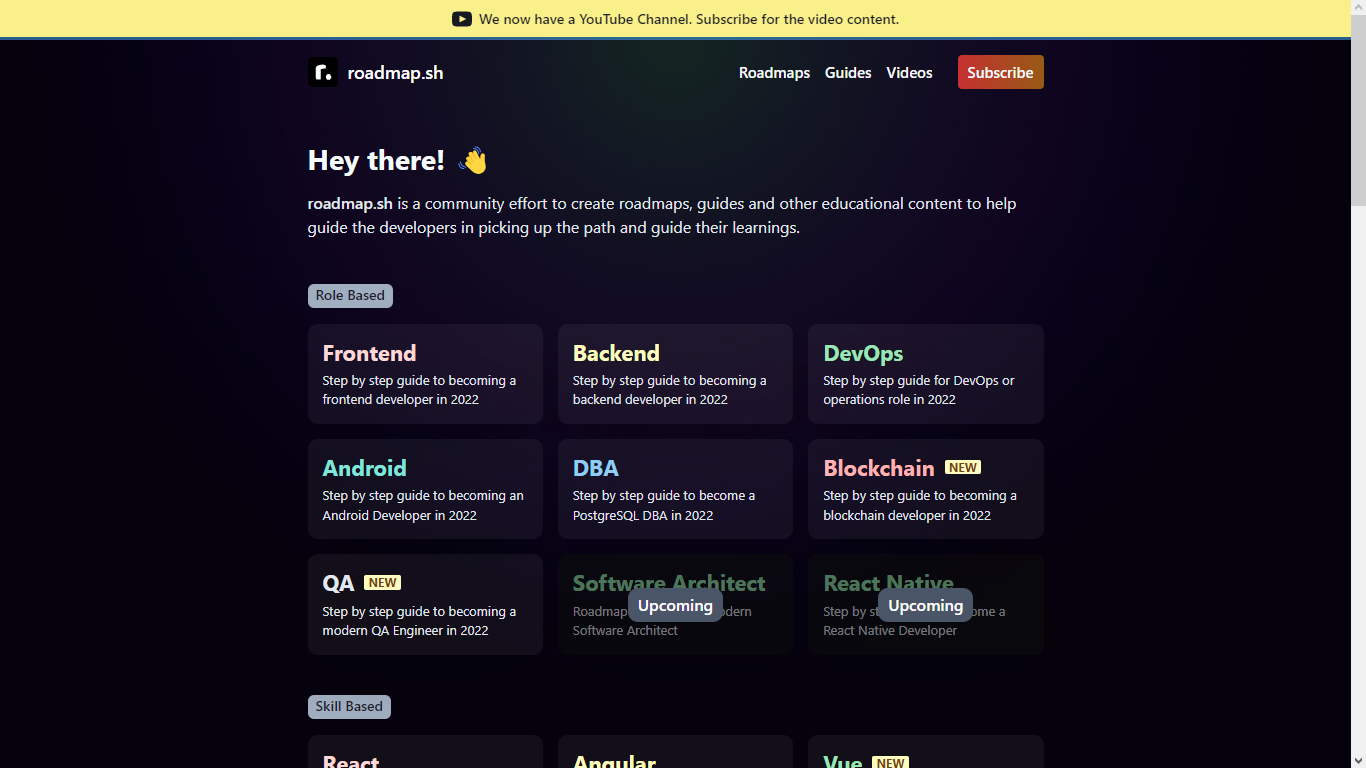 We now have a YouTube Channel. Subscribe for the video content.
r. roadmap.sh Roadmaps Guides Videos Subscribe
Hey there! 👋
roadmap.sh is a community effort to create roadmaps, guides and other educational content to help
guide the developers in picking up the path and guide their learnings.
Role Based
Frontend
Step by step guide to becoming a
frontend developer in 2022
Backend
Step by step guide to becoming a
backend developer in 2022
DevOps
Step by step guide for DevOps or
operations role in 2022
Android
Step by step guide to becoming an
Android Developer in 2022
DBA
Step by step guide to become a
PostgreSQL DBA in 2022
Blockchain NEW
Step by step guide to becoming a
blockchain developer in 2022
QA NEW
Step by step guide to becoming a
modern QA Engineer in 2022
Software Architect
Upcoming
Roadmap
Software Architect
React Native
Upcoming
Step by
a
React Native Developer
Skill Based
React
Angular
Vue NEW